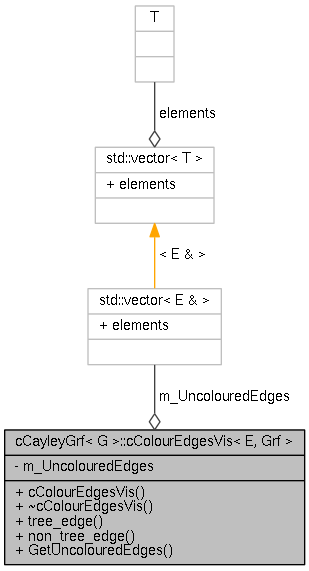 T
elements
std::vector< T >
+ elements
< E & >
std::vector< E & >
+ elements
m_UncolouredEdges
cCayleyGrf< G >::cColourEdgesVis< E, Grf >
- m_UncolouredEdges
+ cColourEdgesVis()
+ ~cColourEdgesVis()
+ tree_edge()
+ non_tree_edge()
+ GetUncolouredEdges()